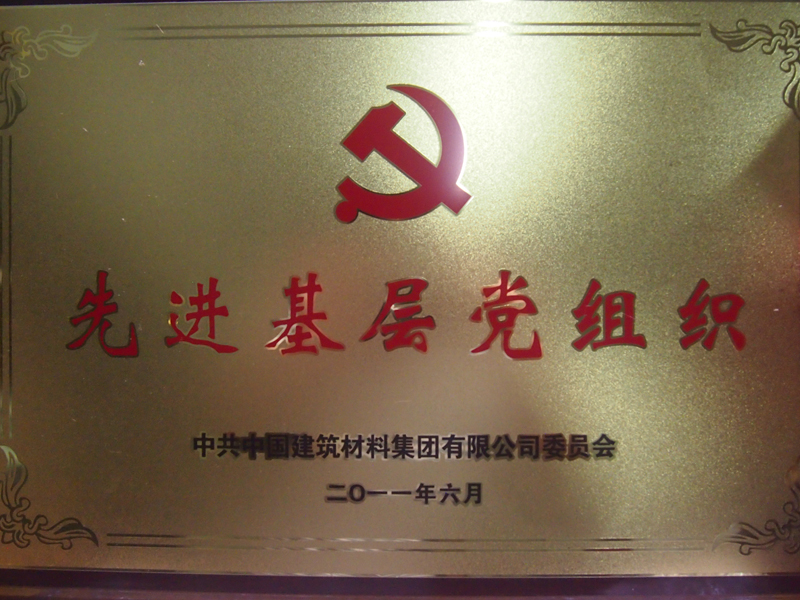 先进基层党组织
中共中国建筑材料集团有限公司委员会
二〇一一年六月